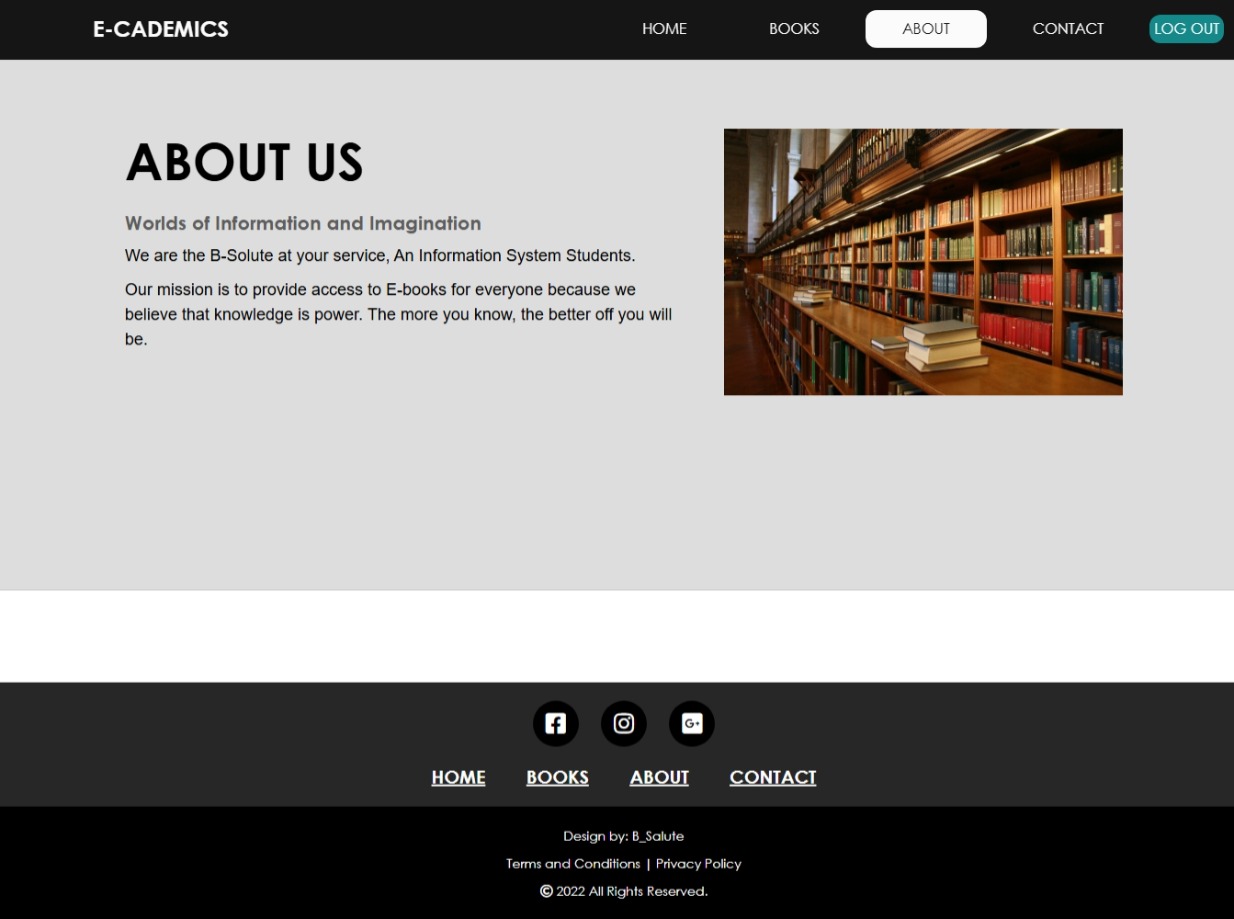 E-CADEMICS HOME BOOKS ABOUT CONTACT LOG OUT
ABOUT US
Worlds of Information and Imagination
We are the B-Solute at your service, An Information System Students.
Our mission is to provide access to E-books for everyone because we
believe that knowledge is power. The more you know, the better off you will
be.
G+
HOME BOOKS ABOUT CONTACT
Design by: B_Salute
Terms and Conditions | Privacy Policy
© 2022 All Rights Reserved.